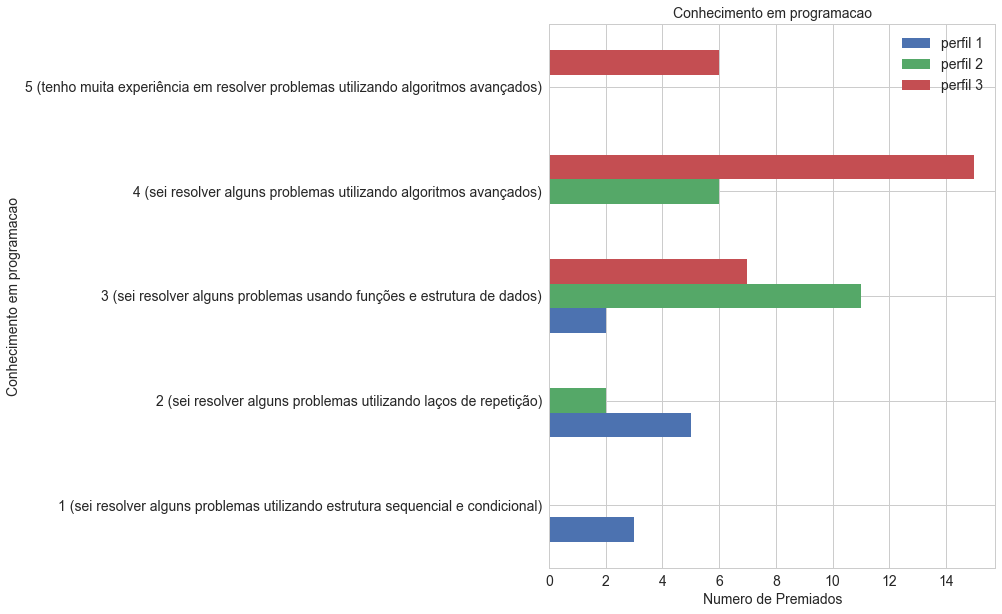 Conhecimento em programacao
perfil 1
perfil 2
perfil 3
5 (tenho muita experiência em resolver problemas utilizando algoritmos avançados)
4 (sei resolver alguns problemas utilizando algoritmos avançados)
3 (sei resolver alguns problemas usando funções e estrutura de dados)
2 (sei resolver alguns problemas utilizando laços de repetição)
1 (sei resolver alguns problemas utilizando estrutura sequencial e condicional)
Conhecimento em programacao
0 2 4 6 8 10 12 14
Numero de Premiados